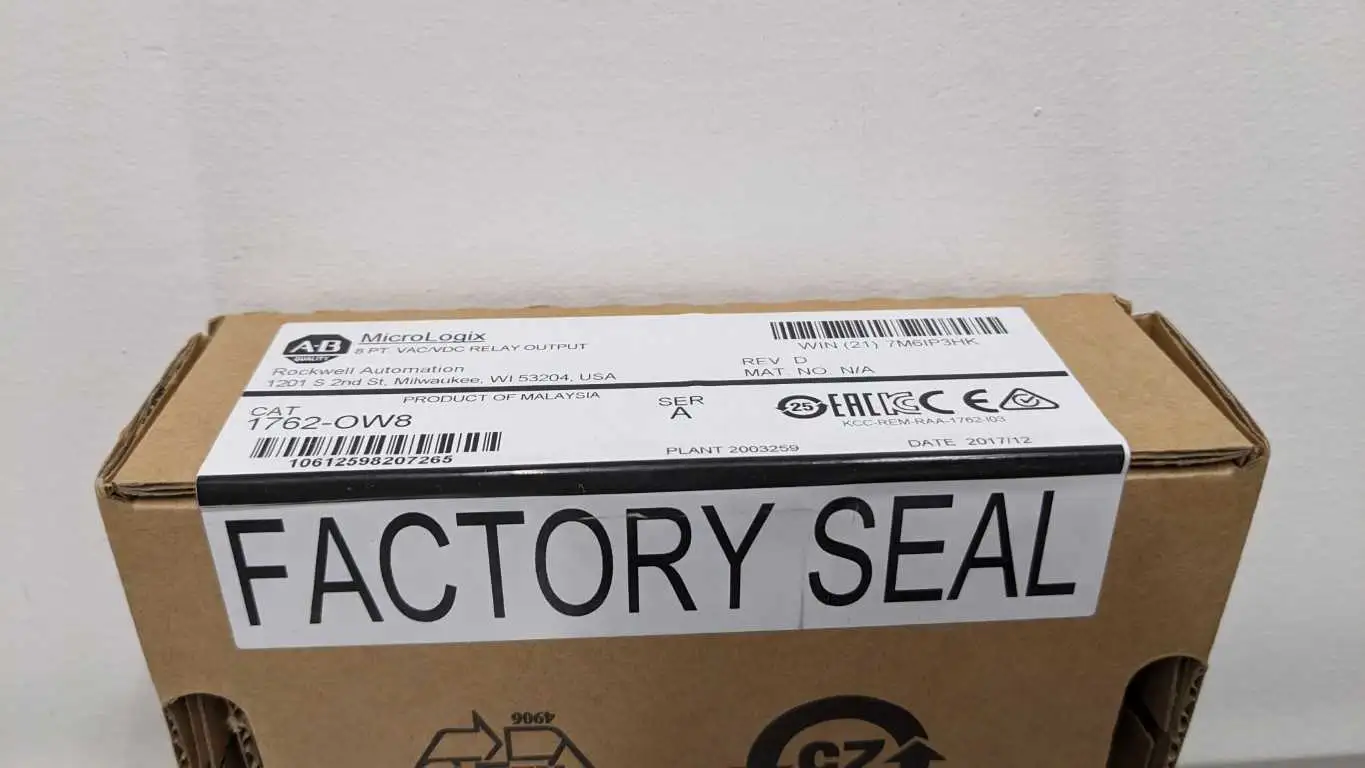 A-B
QUALITY
MicroLogix
8 PT. VAC/VDC RELAY OUTPUT
Rockwell Automation
1201 S 2nd St, Milwaukee, WI 53204, USA
WIN (21) 7M6IP3HK
REV D
MAT. NO. N/A
PRODUCT OF MALAYSIA
CAT
1762-OW8
10612598207265
SER
A
25 EAC KC CE
KCC-REM-RAA-1762-I03
PLANT 2003259
DATE 2017/12
FACTORY SEAL
4906
25